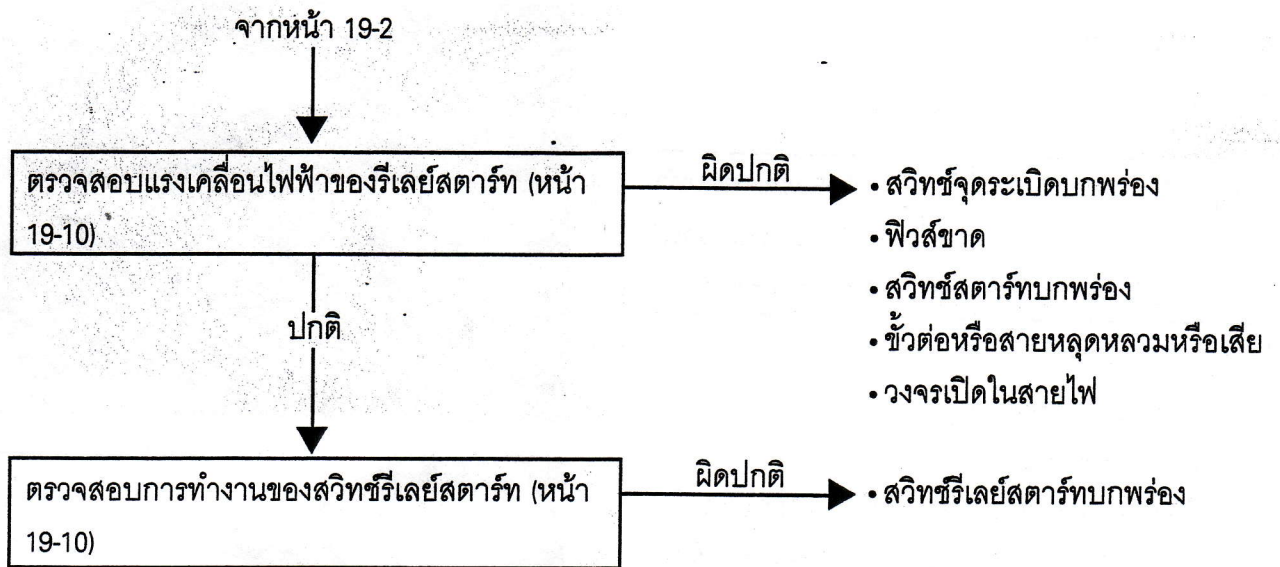 จากหน้า 19-2
ตรวจสอบแรงเคลื่อนไฟฟ้าของรีเลย์สตาร์ท (หน้า
19-10)
ผิดปกติ
• สวิทช์จุดระเบิดบกพร่อง
• ฟิวส์ขาด
• สวิทช์สตาร์ทบกพร่อง
• ขั้วต่อหรือสายหลุดหลวมหรือเสีย
• วงจรเปิดในสายไฟ
ปกติ
ตรวจสอบการทำงานของสวิทช์รีเลย์สตาร์ท (หน้า
19-10)
ผิดปกติ
• สวิทช์รีเลย์สตาร์ทบกพร่อง